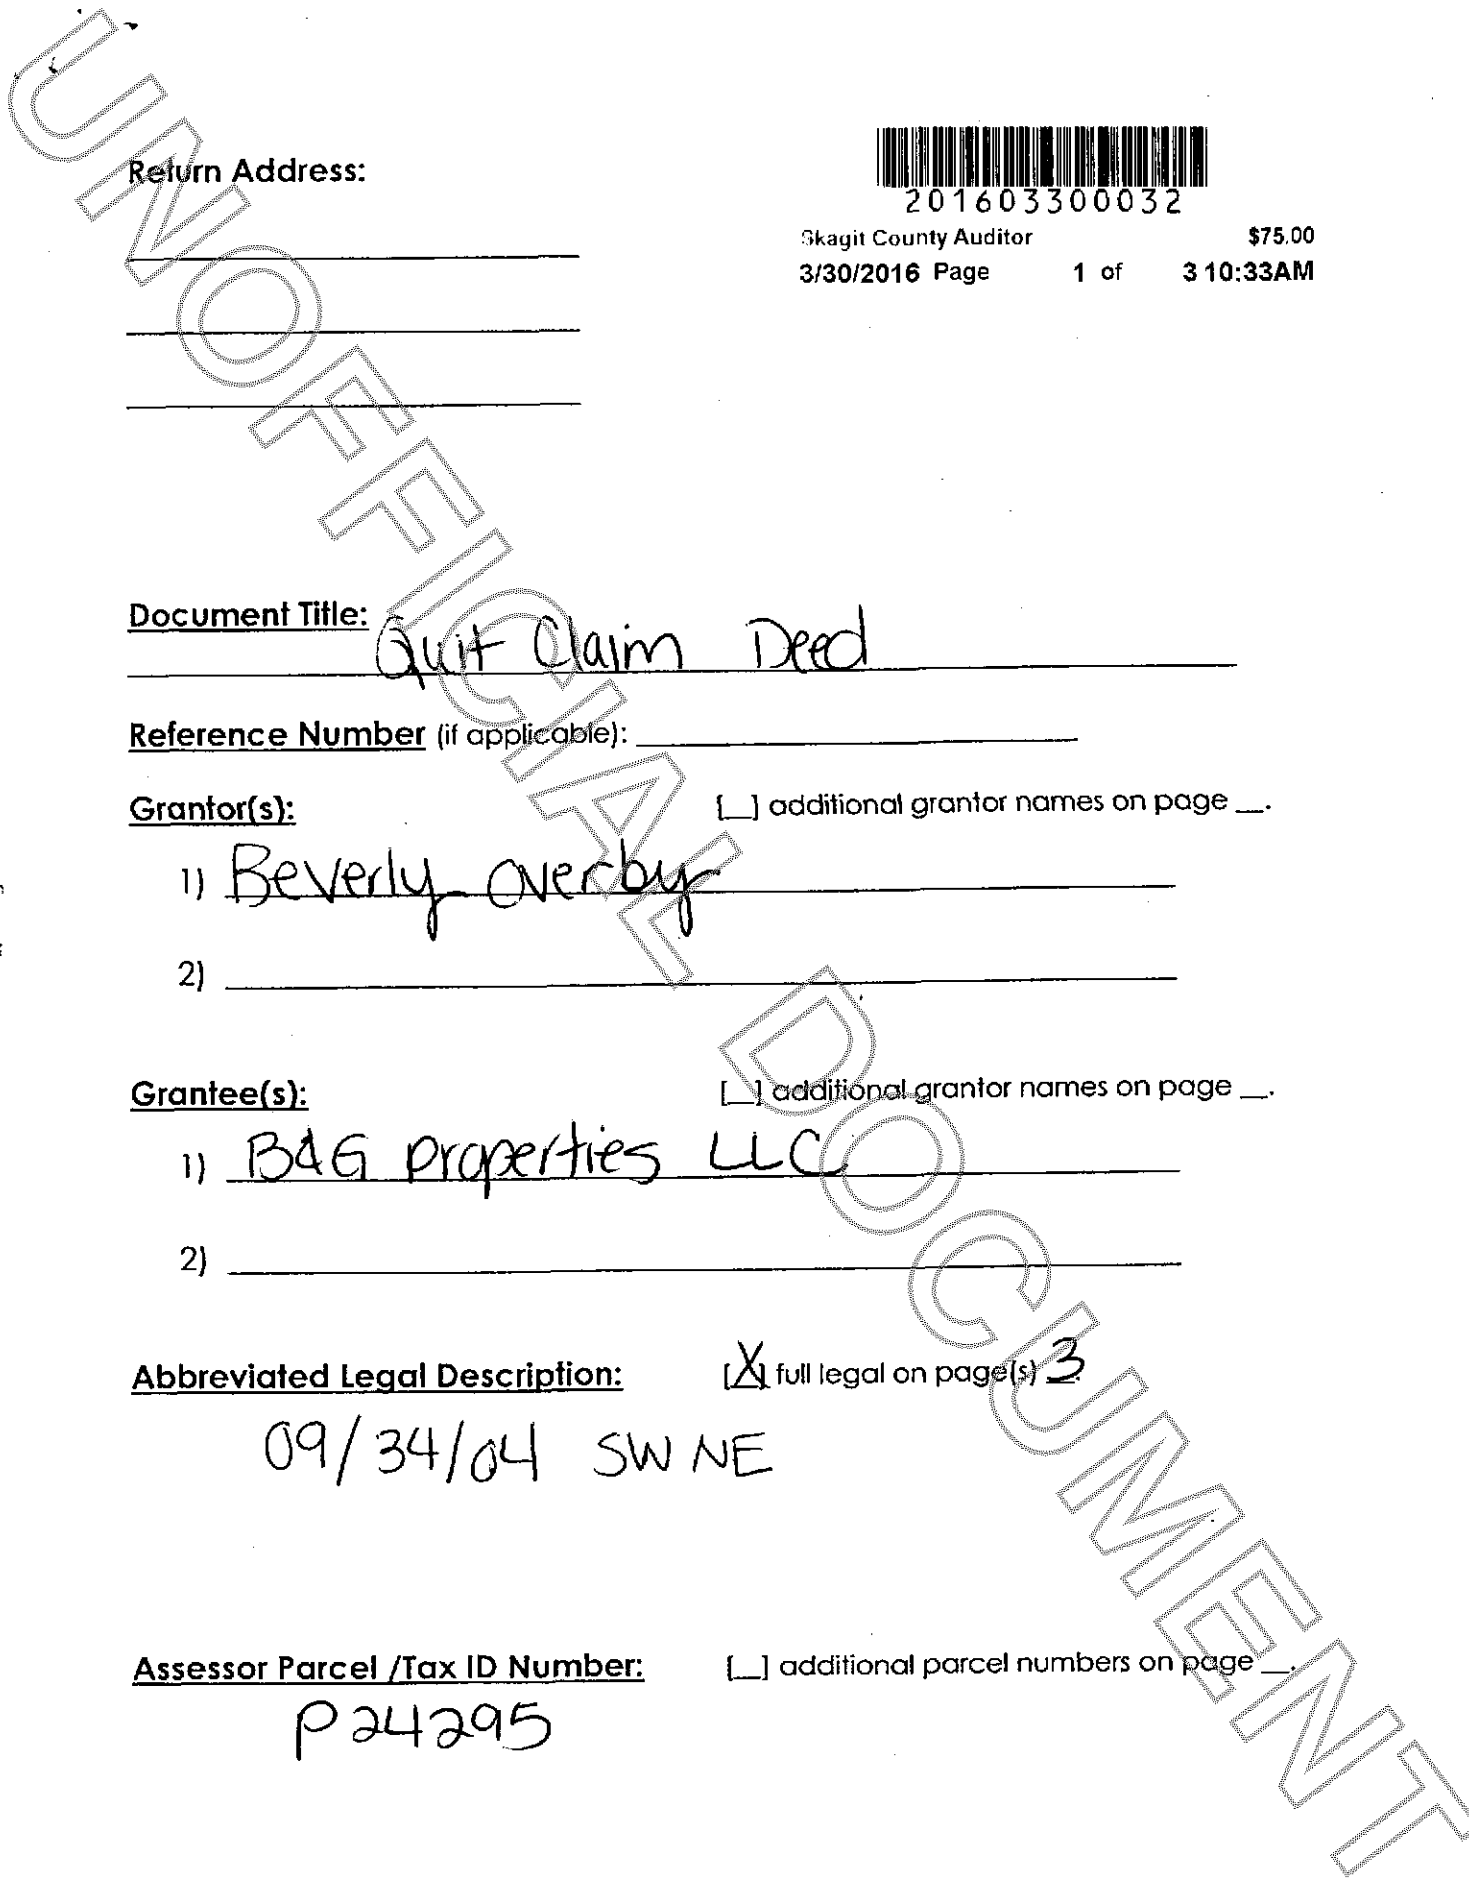 Return Address:
201603300032
Skagit County Auditor $75.00
3/30/2016 Page 1 of 3 10:33AM
Document Title:
Quit Claim Deed
Reference Number (if applicable):
Grantor(s): [_] additional grantor names on page __.
1) Beverly Overby
2)
Grantee(s): [_] additional grantor names on page __.
1) B&G properties LLC
2)
Abbreviated Legal Description: [X] full legal on page(s) 3
09/34/04 SW NE
Assessor Parcel /Tax ID Number: [_] additional parcel numbers on page __.
P24295
UNOFFICIAL DOCUMENT